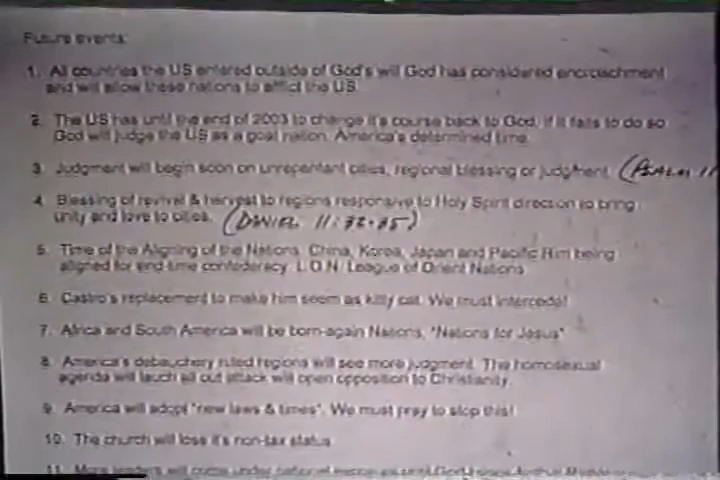 Future events:
1. All countries the US entered outside of God's will God has considered encroachment
and will allow these nations to afflict the US.
2. The US has until the end of 2003 to change it's course back to God, if it fails to do so
God will judge the US as a goat nation. America's determined time.
3. Judgment will begin soon on unrepentant cities, regional blessing or judgment. (PSALM 11
4. Blessing of revival & harvest to regions responsive to Holy Spirit direction to bring
unity and love to cities. (DANIEL 11:32-35)
5. Time of the Aligning of the Nations. China, Korea, Japan and Pacific Rim being
aligned for end-time confederacy. L.O.N. League of Orient Nations
6. Castro's replacement to make him seem as kitty cat. We must intercede!
7. Africa and South America will be born-again Nations, "Nations for Jesus"
8. America's debauchery ruled regions will see more judgment. The homosexual
agenda will lauch all out attack will open opposition to Christianity.
9. America will adopt "new laws & times". We must pray to stop this!
10. The church will lose it's non-tax status.
11. More leaders will come under